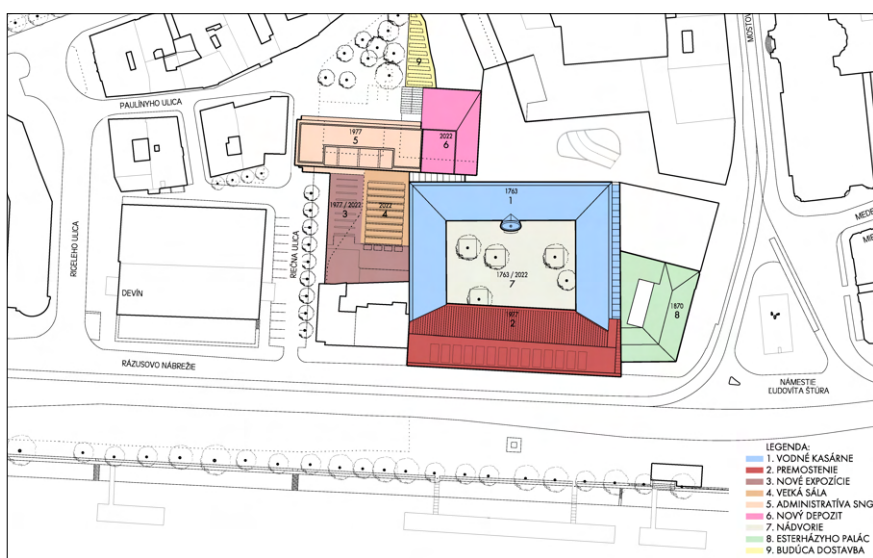 MOSTOV
9
PAULÍNYHO ULICA
1977
5
2022
6
1763
1
1977 / 2022
3
2022
4
RIGELEHO ULICA
RIEČNA ULICA
MEDE
1763 / 2022
7
DEVÍN
1870
8
1977
2
RÁZUSOVO NÁBREŽIE
NÁMESTIE
ĽUDOVÍTA ŠTÚRA
LEGENDA:
1. VODNÉ KASÁRNE
2. PREMOSTENIE
3. NOVÉ EXPOZÍCIE
4. VEĽKÁ SÁLA
5. ADMINISTRATÍVA SNG
6. NOVÝ DEPOZIT
7. NÁDVORIE
8. ESTERHÁZYHO PALÁC
9. BUDÚCA DOSTAVBA